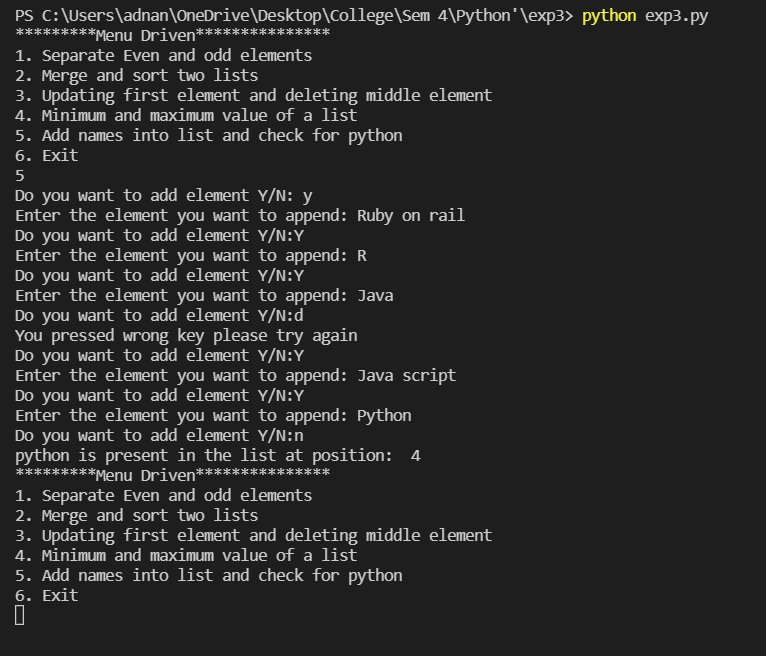 PS C:\Users\adnan\OneDrive\Desktop\College\Sem 4\Python'\exp3> python exp3.py
*********Menu Driven***************
1. Separate Even and odd elements
2. Merge and sort two lists
3. Updating first element and deleting middle element
4. Minimum and maximum value of a list
5. Add names into list and check for python
6. Exit
5
Do you want to add element Y/N: y
Enter the element you want to append: Ruby on rail
Do you want to add element Y/N:Y
Enter the element you want to append: R
Do you want to add element Y/N:Y
Enter the element you want to append: Java
Do you want to add element Y/N:d
You pressed wrong key please try again
Do you want to add element Y/N:Y
Enter the element you want to append: Java script
Do you want to add element Y/N:Y
Enter the element you want to append: Python
Do you want to add element Y/N:n
python is present in the list at position:  4
*********Menu Driven***************
1. Separate Even and odd elements
2. Merge and sort two lists
3. Updating first element and deleting middle element
4. Minimum and maximum value of a list
5. Add names into list and check for python
6. Exit